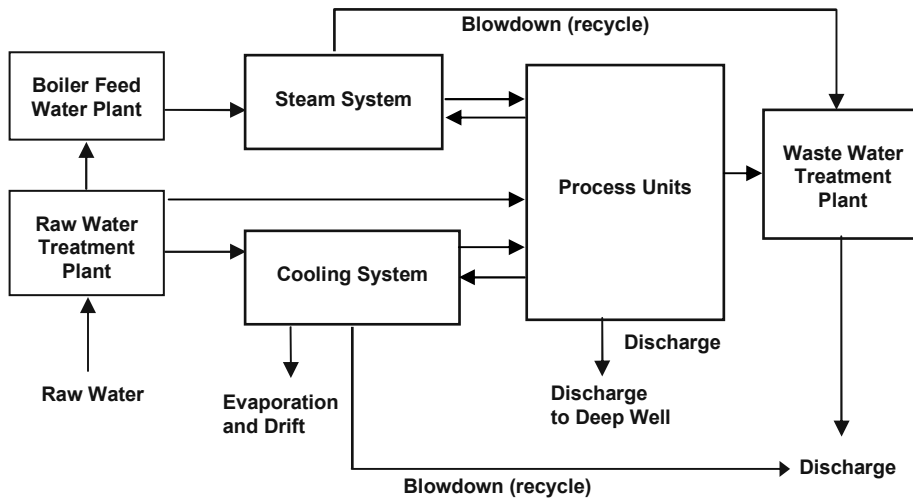 Blowdown (recycle)
Boiler Feed
Water Plant
Steam System
Process Units
Waste Water
Treatment
Plant
Raw Water
Treatment
Plant
Cooling System
Discharge
Raw Water
Evaporation
and Drift
Discharge
to Deep Well
Discharge
Blowdown (recycle)